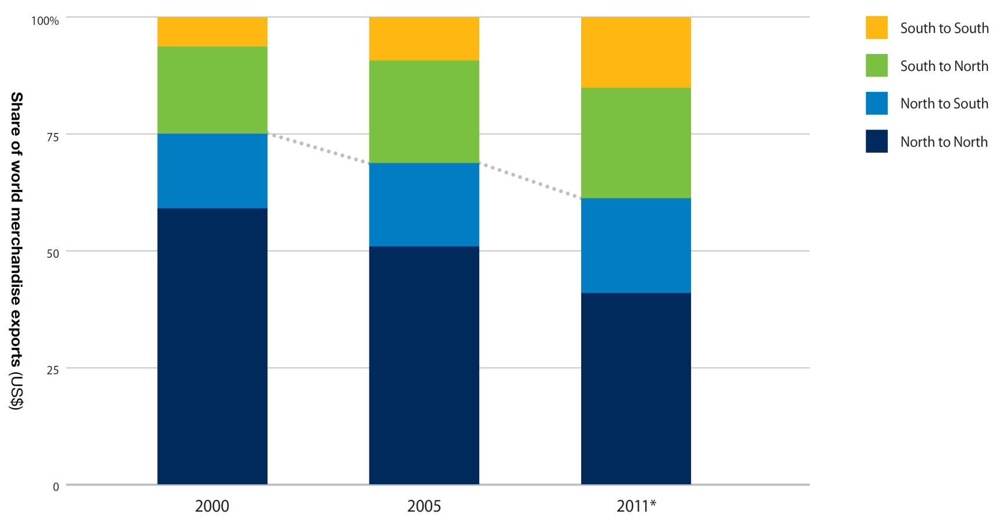 Share of world merchandise exports (US$)
100%
75
50
25
0
2000
2005
2011*
South to South
South to North
North to South
North to North